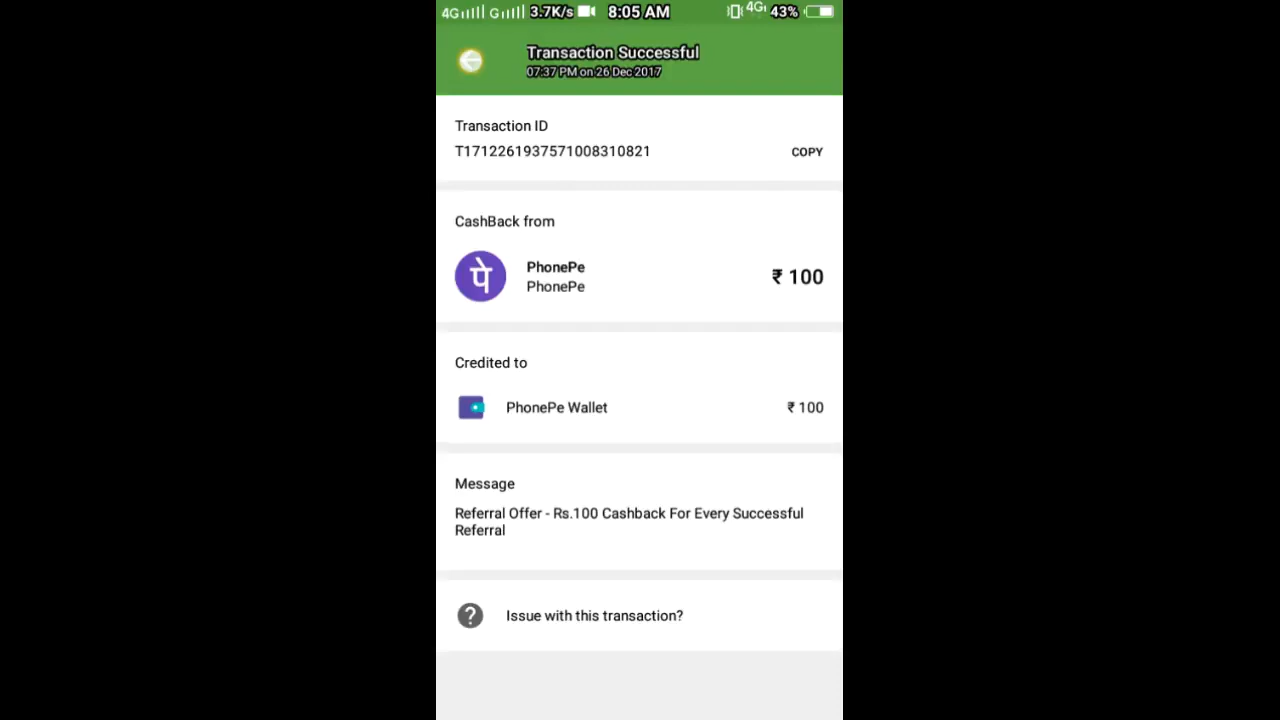 4G G 3.7K/s 8:05 AM 4G 43%
Transaction Successful
07:37 PM on 26 Dec 2017
Transaction ID
T1712261937571008310821 COPY
CashBack from
पे PhonePe
PhonePe ₹ 100
Credited to
PhonePe Wallet ₹ 100
Message
Referral Offer - Rs.100 Cashback For Every Successful
Referral
? Issue with this transaction?